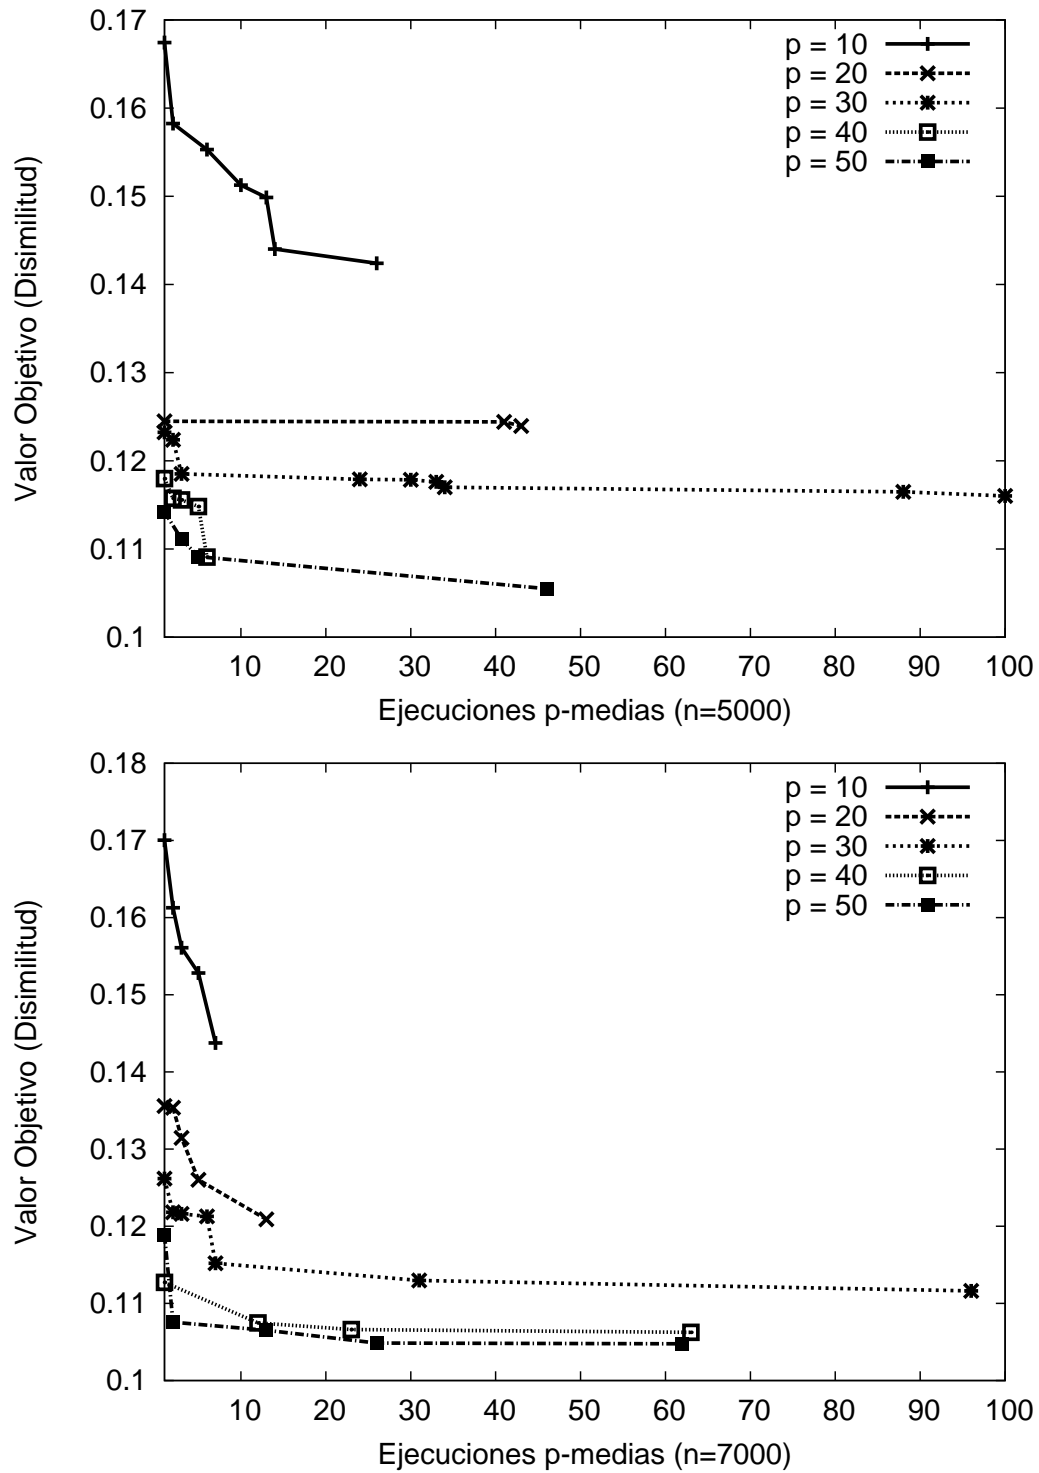 0.17
0.16
0.15
0.14
0.13
0.12
0.11
0.1
Valor Objetivo (Disimilitud)
p = 10
p = 20
p = 30
p = 40
p = 50
10 20 30 40 50 60 70 80 90 100
Ejecuciones p-medias (n=5000)
0.18
0.17
0.16
0.15
0.14
0.13
0.12
0.11
0.1
Valor Objetivo (Disimilitud)
p = 10
p = 20
p = 30
p = 40
p = 50
10 20 30 40 50 60 70 80 90 100
Ejecuciones p-medias (n=7000)